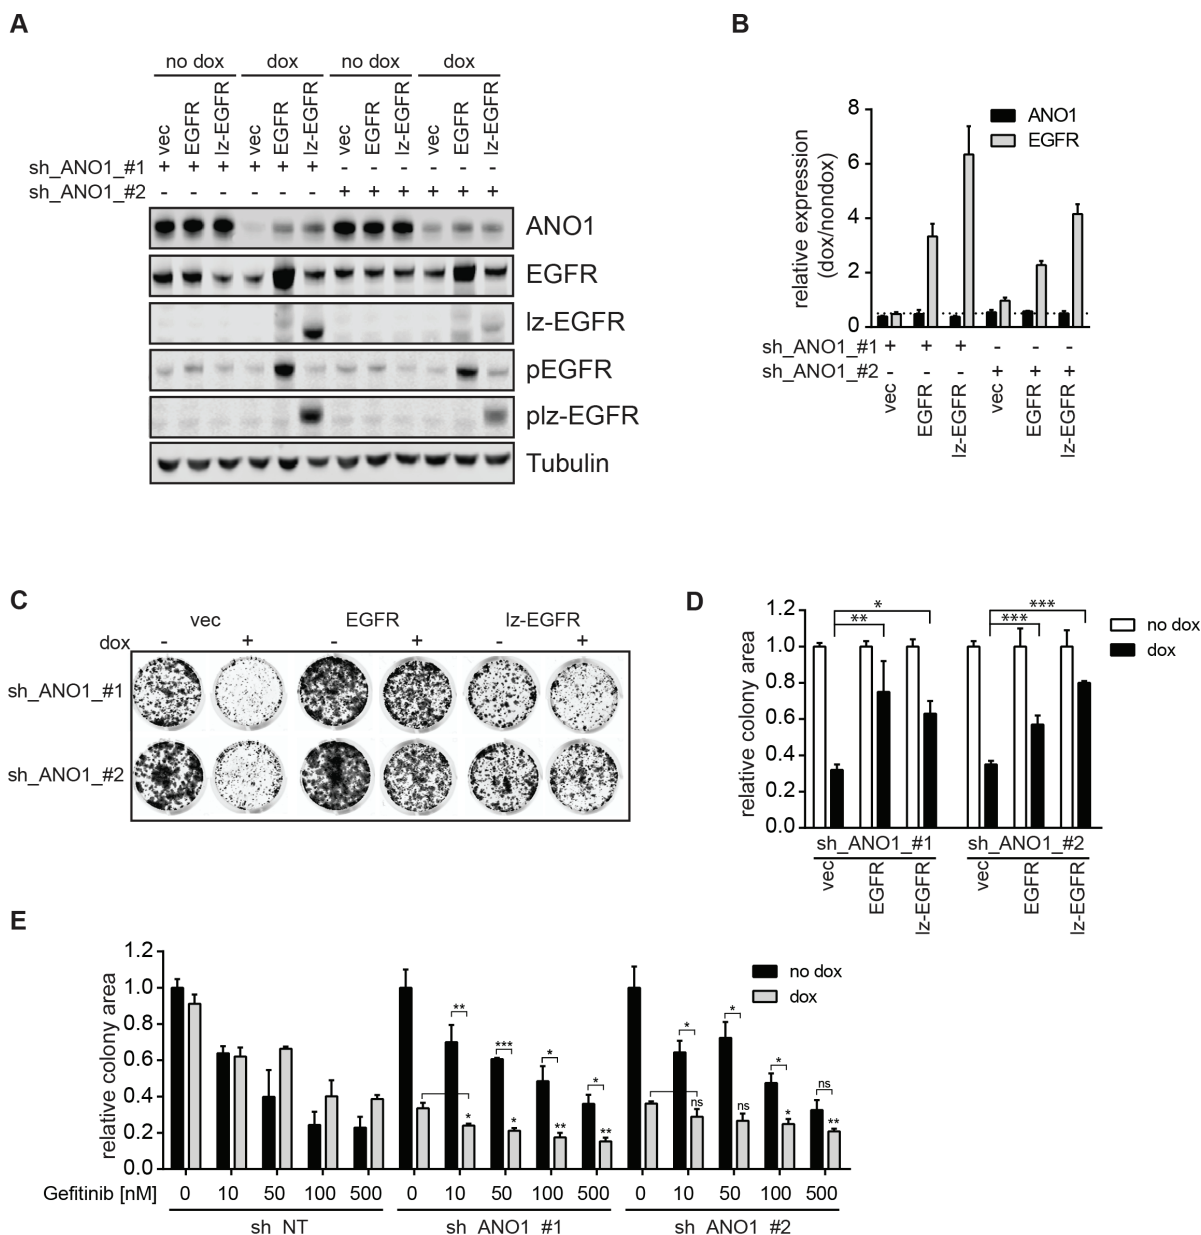 A
no dox dox no dox dox
vec EGFR lz-EGFR vec EGFR lz-EGFR vec EGFR lz-EGFR vec EGFR lz-EGFR
sh_ANO1_#1 + + + + + + - - - - - -
sh_ANO1_#2 - - - - - - + + + + + +
ANO1
EGFR
lz-EGFR
pEGFR
plz-EGFR
Tubulin
B
relative expression
(dox/nondox)
8
6
4
2
0
ANO1
EGFR
sh_ANO1_#1 + + + - - -
sh_ANO1_#2 - - - + + +
vec EGFR lz-EGFR vec EGFR lz-EGFR
C
vec EGFR lz-EGFR
dox - + - + - +
sh_ANO1_#1
sh_ANO1_#2
D
relative colony area
1.2
1.0
0.8
0.6
0.4
0.2
0.0
* ** *** ***
no dox
dox
sh_ANO1_#1 sh_ANO1_#2
vec EGFR lz-EGFR vec EGFR lz-EGFR
E
relative colony area
1.2
1.0
0.8
0.6
0.4
0.2
0.0
no dox
dox
** *** * * * * * ns
* * ** ** ns ns * **
Gefitinib [nM] 0 10 50 100 500 0 10 50 100 500 0 10 50 100 500
sh NT sh ANO1 #1 sh ANO1 #2